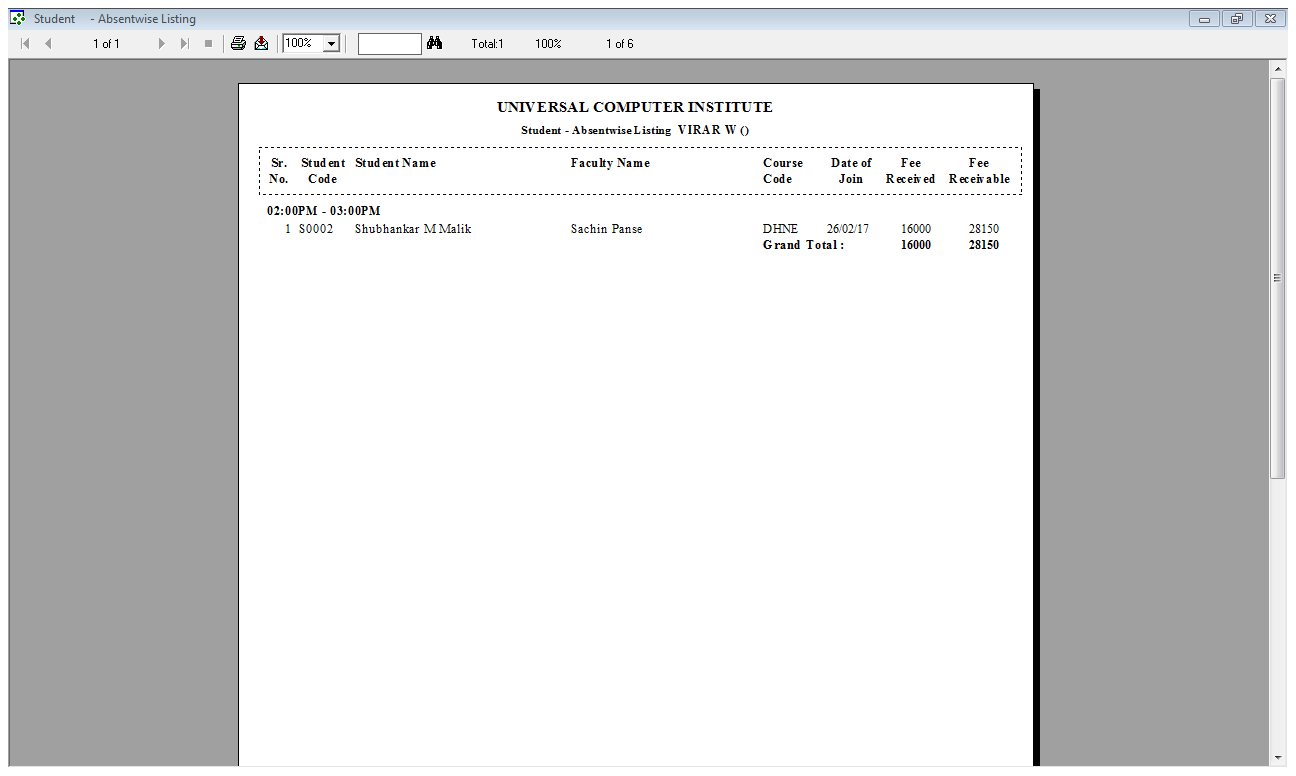 Student - Absentwise Listing
1 of 1 100% Total:1 100% 1 of 6
UNIVERSAL COMPUTER INSTITUTE
Student - Absentwise Listing VIRAR W ()
Sr. Student Student Name Faculty Name Course Date of Fee Fee
No. Code Code Join Received Receivable
02:00PM - 03:00PM
1 S0002 Shubhankar M Malik Sachin Panse DHNE 26/02/17 16000 28150
Grand Total : 16000 28150